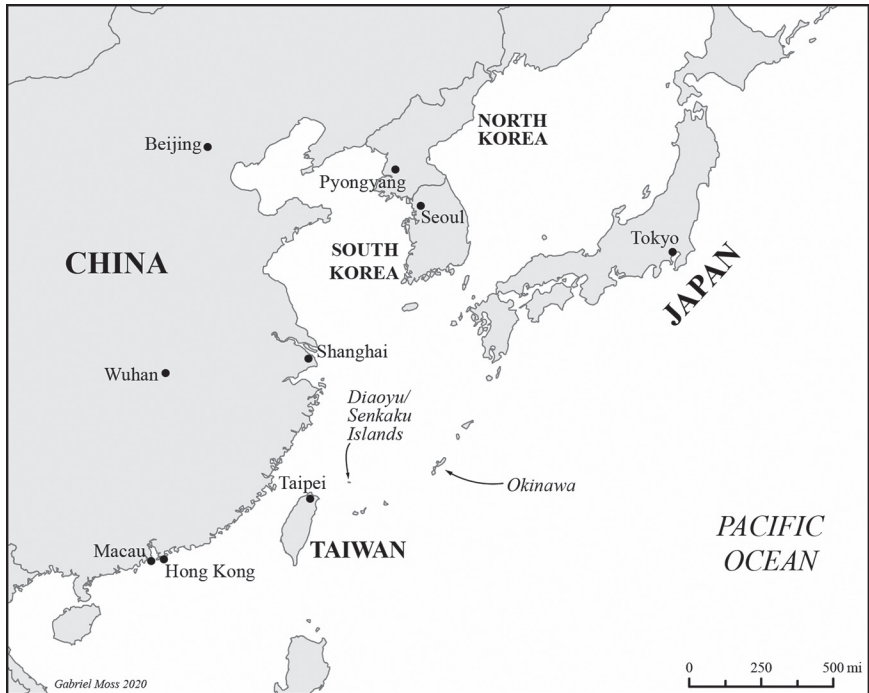 NORTH
KOREA
Beijing
Pyongyang
Seoul
Tokyo
SOUTH
KOREA
CHINA
JAPAN
Shanghai
Wuhan
Diaoyu/
Senkaku
Islands
Taipei
Okinawa
PACIFIC
OCEAN
TAIWAN
Macau
Hong Kong
Gabriel Moss 2020
0 250 500 mi